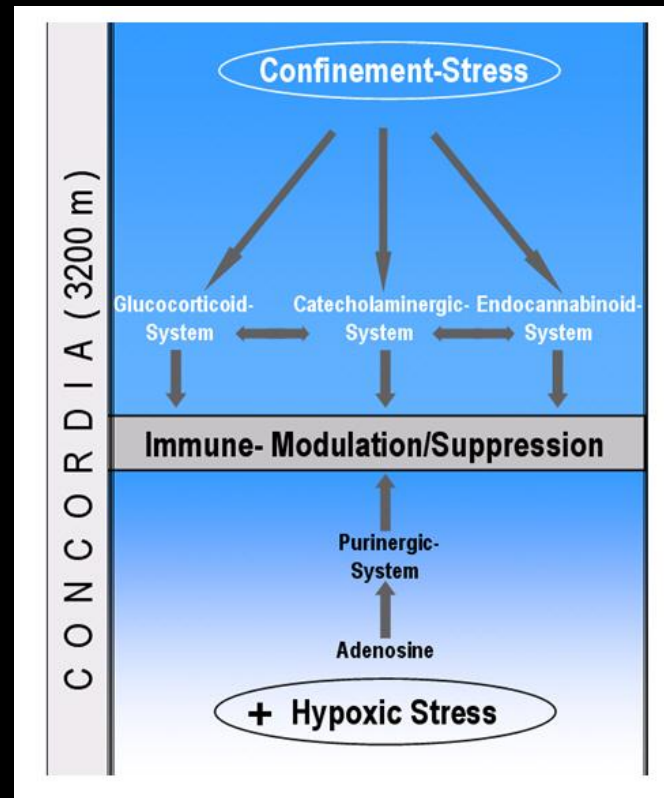 CONCORDIA (3200 m)
Confinement-Stress
Glucocorticoid-
System
Catecholaminergic-
System
Endocannabinoid-
System
Immune- Modulation/Suppression
Purinergic-
System
Adenosine
+ Hypoxic Stress